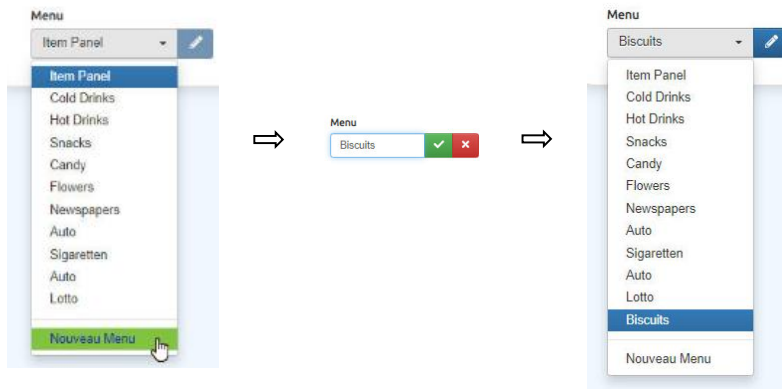 Menu
Item Panel
Item Panel
Cold Drinks
Hot Drinks
Snacks
Candy
Flowers
Newspapers
Auto
Sigaretten
Auto
Lotto
Nouveau Menu
Menu
Biscuits
Menu
Biscuits
Item Panel
Cold Drinks
Hot Drinks
Snacks
Candy
Flowers
Newspapers
Auto
Sigaretten
Auto
Lotto
Biscuits
Nouveau Menu